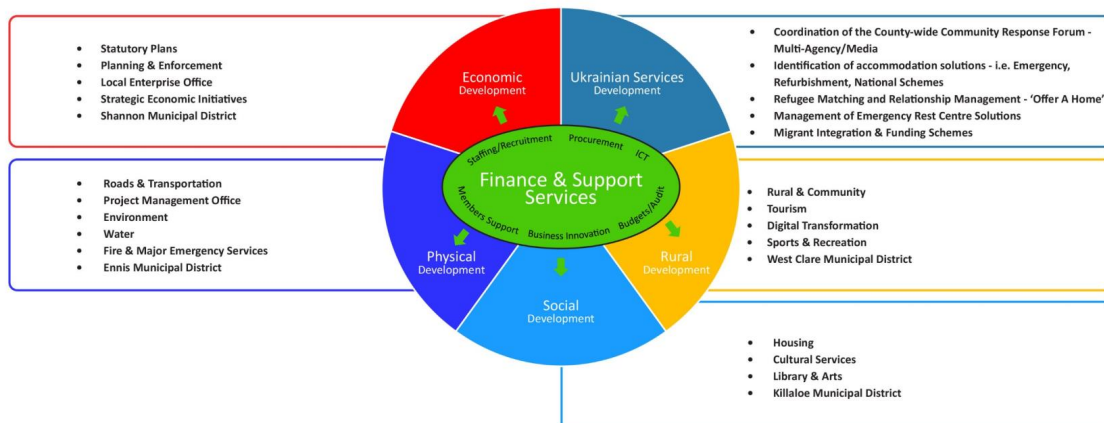 • Statutory Plans
• Planning & Enforcement
• Local Enterprise Office
• Strategic Economic Initiatives
• Shannon Municipal District
Economic
Development
Ukrainian Services
Development
• Coordination of the County-wide Community Response Forum -
Multi-Agency/Media
• Identification of accommodation solutions - i.e. Emergency,
Refurbishment, National Schemes
• Refugee Matching and Relationship Management - ‘Offer A Home’
• Management of Emergency Rest Centre Solutions
• Migrant Integration & Funding Schemes
Staffing/Recruitment
Procurement
ICT
Finance & Support
Services
Members Support
Business Innovation
Budgets/Audit
• Roads & Transportation
• Project Management Office
• Environment
• Water
• Fire & Major Emergency Services
• Ennis Municipal District
Physical
Development
Rural
Development
• Rural & Community
• Tourism
• Digital Transformation
• Sports & Recreation
• West Clare Municipal District
Social
Development
• Housing
• Cultural Services
• Library & Arts
• Killaloe Municipal District